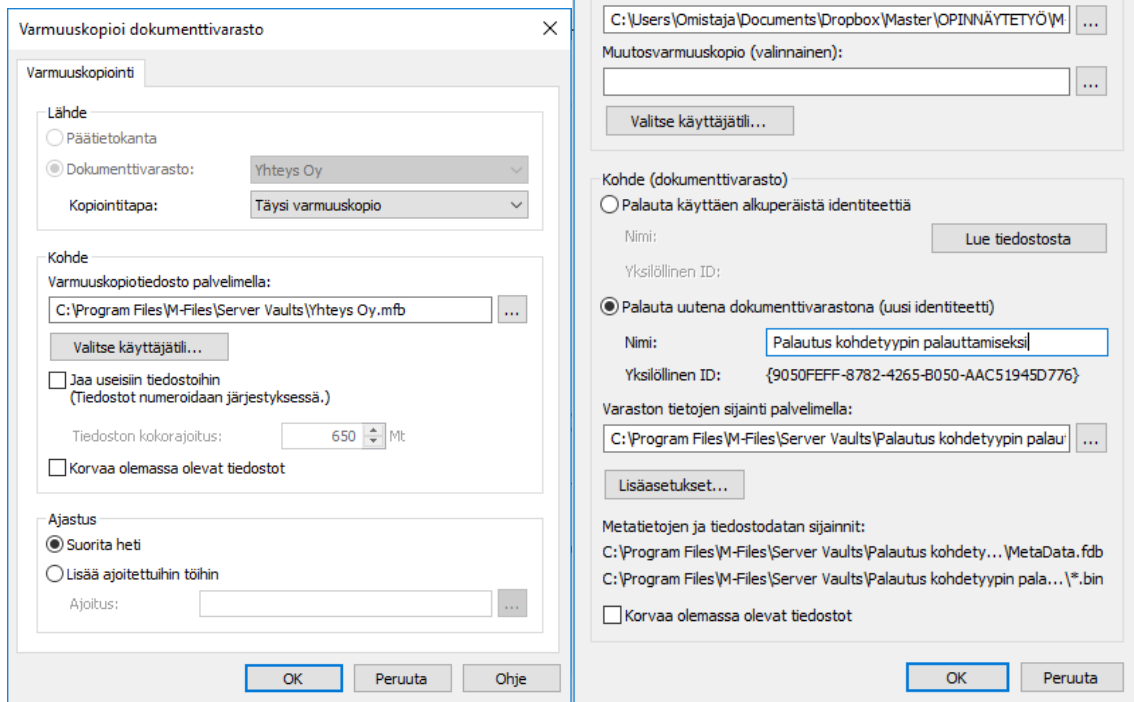 Varmuuskopioi dokumenttivarasto
Varmuuskopiointi
Lähde
Päätietokanta
Dokumenttivarasto: Yhteys Oy
Kopiointitapa: Täysi varmuuskopio
Kohde
Varmuuskopiotiedosto palvelimella:
C:\Program Files\M-Files\Server Vaults\Yhteys Oy.mfb ...
Valitse käyttäjätili...
Jaa useisiin tiedostoihin
(Tiedostot numeroidaan järjestyksessä.)
Tiedoston kokorajoitus: 650 Mt
Korvaa olemassa olevat tiedostot
Ajastus
Suorita heti
Lisää ajoitettuihin töihin
Ajoitus: ...
OK Peruuta Ohje
C:\Users\Omistaja\Documents\Dropbox\Master\OPINNÄYTETYÖ\M- ...
Muutosvarmuuskopio (valinnainen):
...
Valitse käyttäjätili...
Kohde (dokumenttivarasto)
Palauta käyttäen alkuperäistä identiteettiä
Nimi: Lue tiedostosta
Yksilöllinen ID:
Palauta uutena dokumenttivarastona (uusi identiteetti)
Nimi: Palautus kohdetyypin palauttamiseksi
Yksilöllinen ID: {9050FEFF-8782-4265-B050-AAC51945D776}
Varaston tietojen sijainti palvelimella:
C:\Program Files\M-Files\Server Vaults\Palautus kohdetyypin palaut ...
Lisäasetukset...
Metatietojen ja tiedostodatan sijainnit:
C:\Program Files\M-Files\Server Vaults\Palautus kohdety...\MetaData.fdb
C:\Program Files\M-Files\Server Vaults\Palautus kohdetyypin pala...\*.bin
Korvaa olemassa olevat tiedostot
OK Peruuta